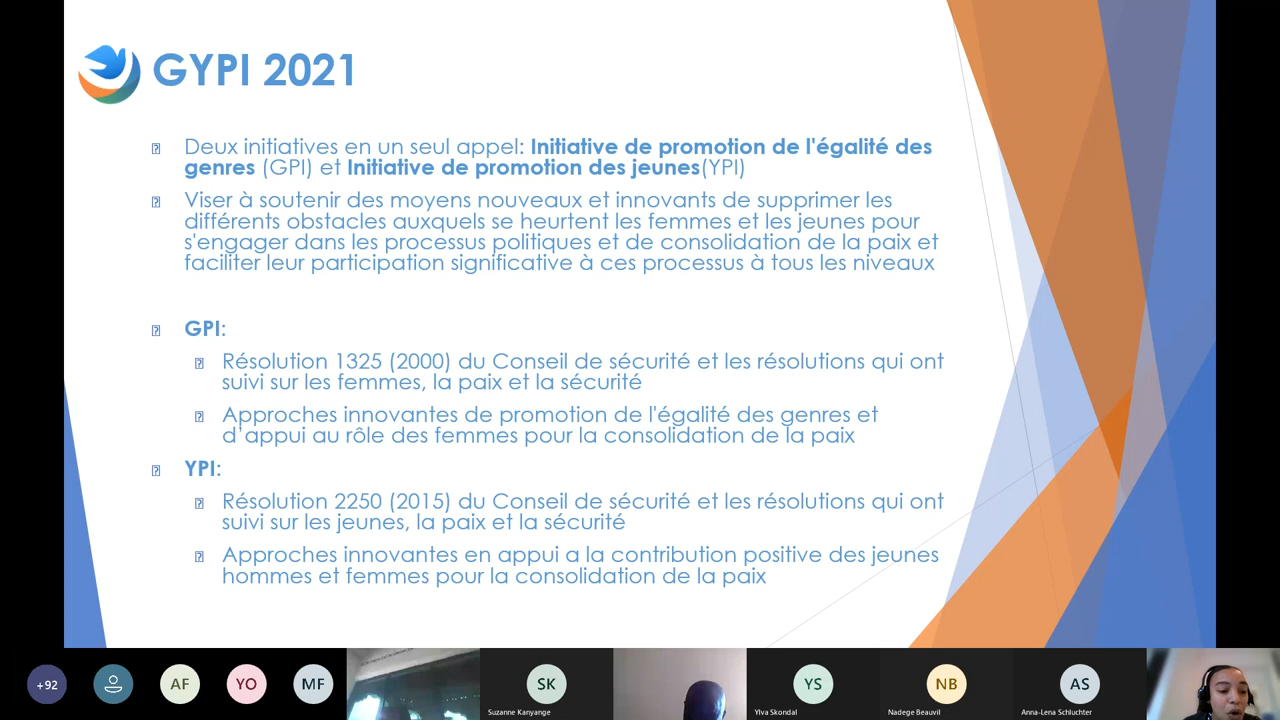 GYPI 2021
Deux initiatives en un seul appel: Initiative de promotion de l'égalité des
genres (GPI) et Initiative de promotion des jeunes(YPI)
Viser à soutenir des moyens nouveaux et innovants de supprimer les
différents obstacles auxquels se heurtent les femmes et les jeunes pour
s'engager dans les processus politiques et de consolidation de la paix et
faciliter leur participation significative à ces processus à tous les niveaux
GPI:
Résolution 1325 (2000) du Conseil de sécurité et les résolutions qui ont
suivi sur les femmes, la paix et la sécurité
Approches innovantes de promotion de l'égalité des genres et
d’appui au rôle des femmes pour la consolidation de la paix
YPI:
Résolution 2250 (2015) du Conseil de sécurité et les résolutions qui ont
suivi sur les jeunes, la paix et la sécurité
Approches innovantes en appui a la contribution positive des jeunes
hommes et femmes pour la consolidation de la paix
+92
AF
YO
MF
SK
Suzanne Kanyange
YS
Ylva Skondal
NB
Nadege Beauvil
AS
Anna-Lena Schluchter